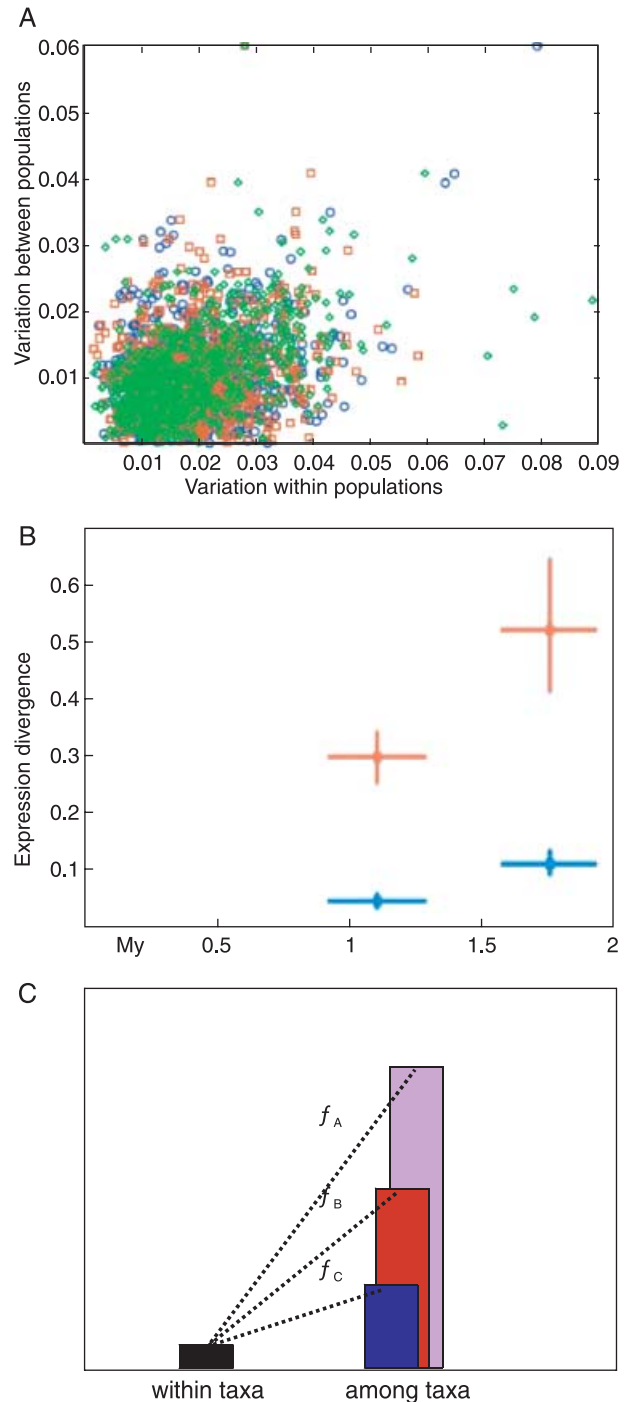 A
0.06
0.05
0.04
0.03
0.02
0.01
Variation between populations
0.01 0.02 0.03 0.04 0.05 0.06 0.07 0.08 0.09
Variation within populations
B
0.6
0.5
0.4
0.3
0.2
0.1
Expression divergence
My 0.5 1 1.5 2
C
f A
f B
f C
within taxa among taxa